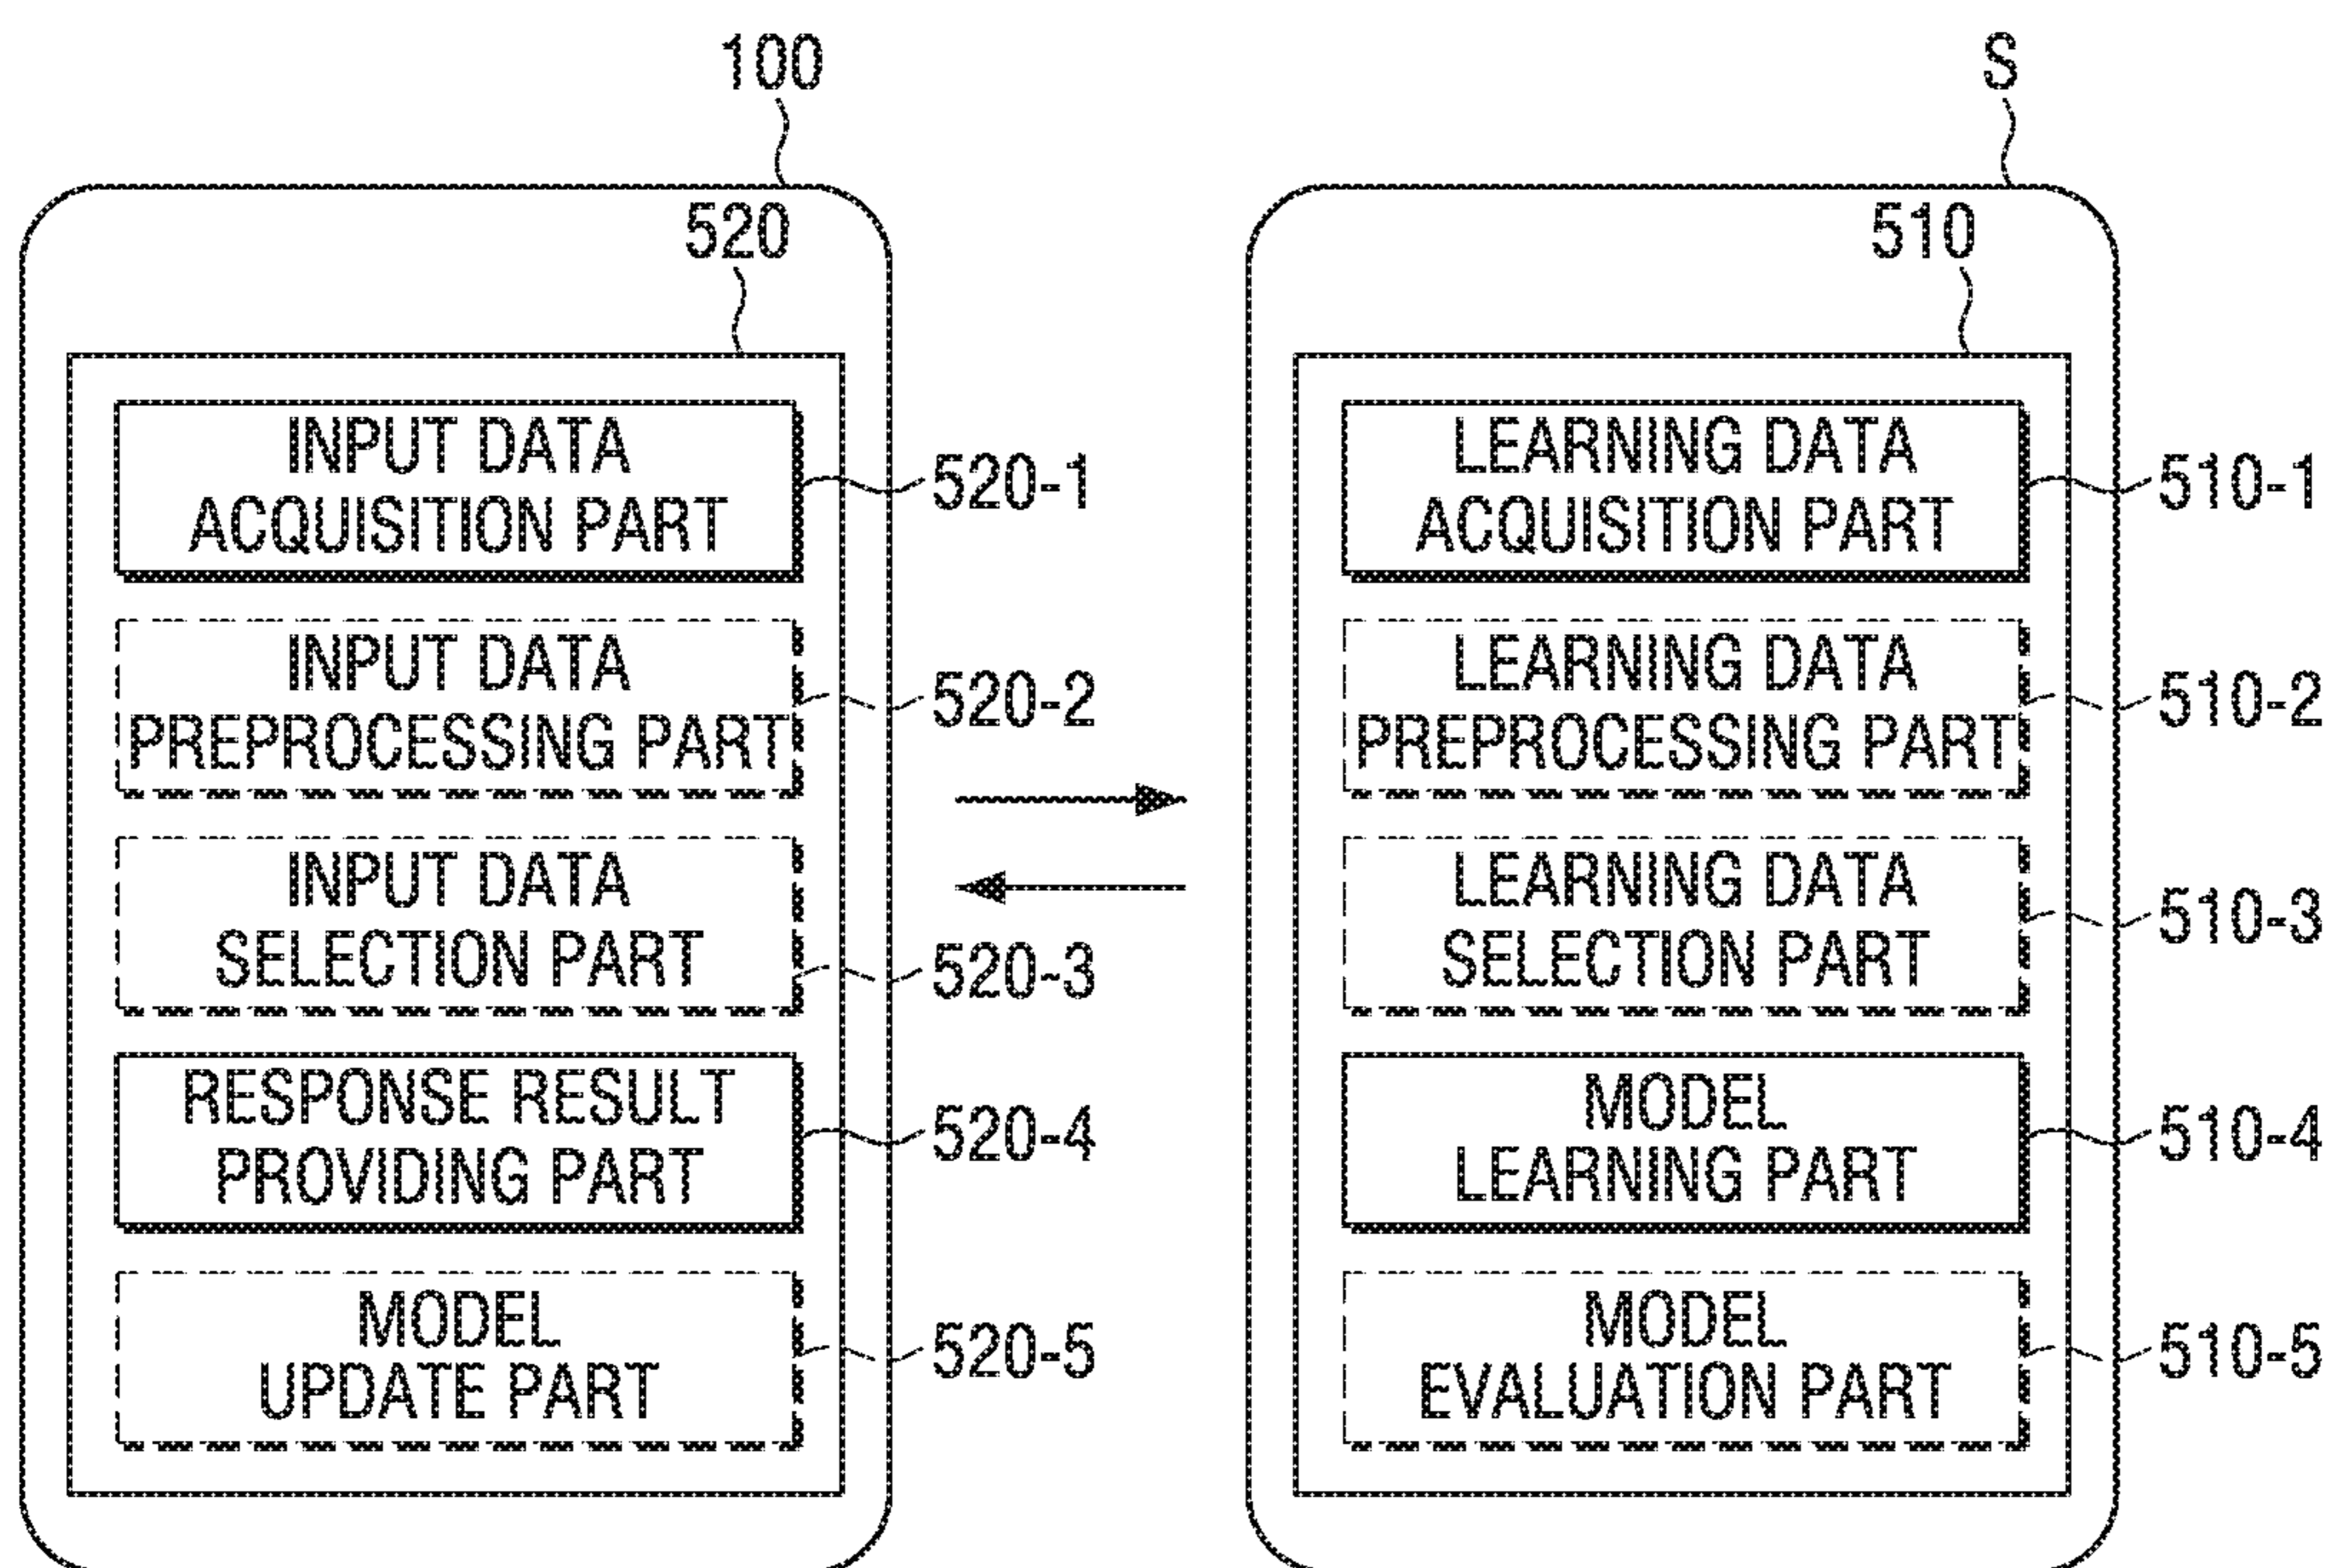 100
520
INPUT DATA
ACQUISITION PART
520-1
INPUT DATA
PREPROCESSING PART
520-2
INPUT DATA
SELECTION PART
520-3
RESPONSE RESULT
PROVIDING PART
520-4
MODEL
UPDATE PART
520-5
S
510
LEARNING DATA
ACQUISITION PART
510-1
LEARNING DATA
PREPROCESSING PART
510-2
LEARNING DATA
SELECTION PART
510-3
MODEL
LEARNING PART
510-4
MODEL
EVALUATION PART
510-5